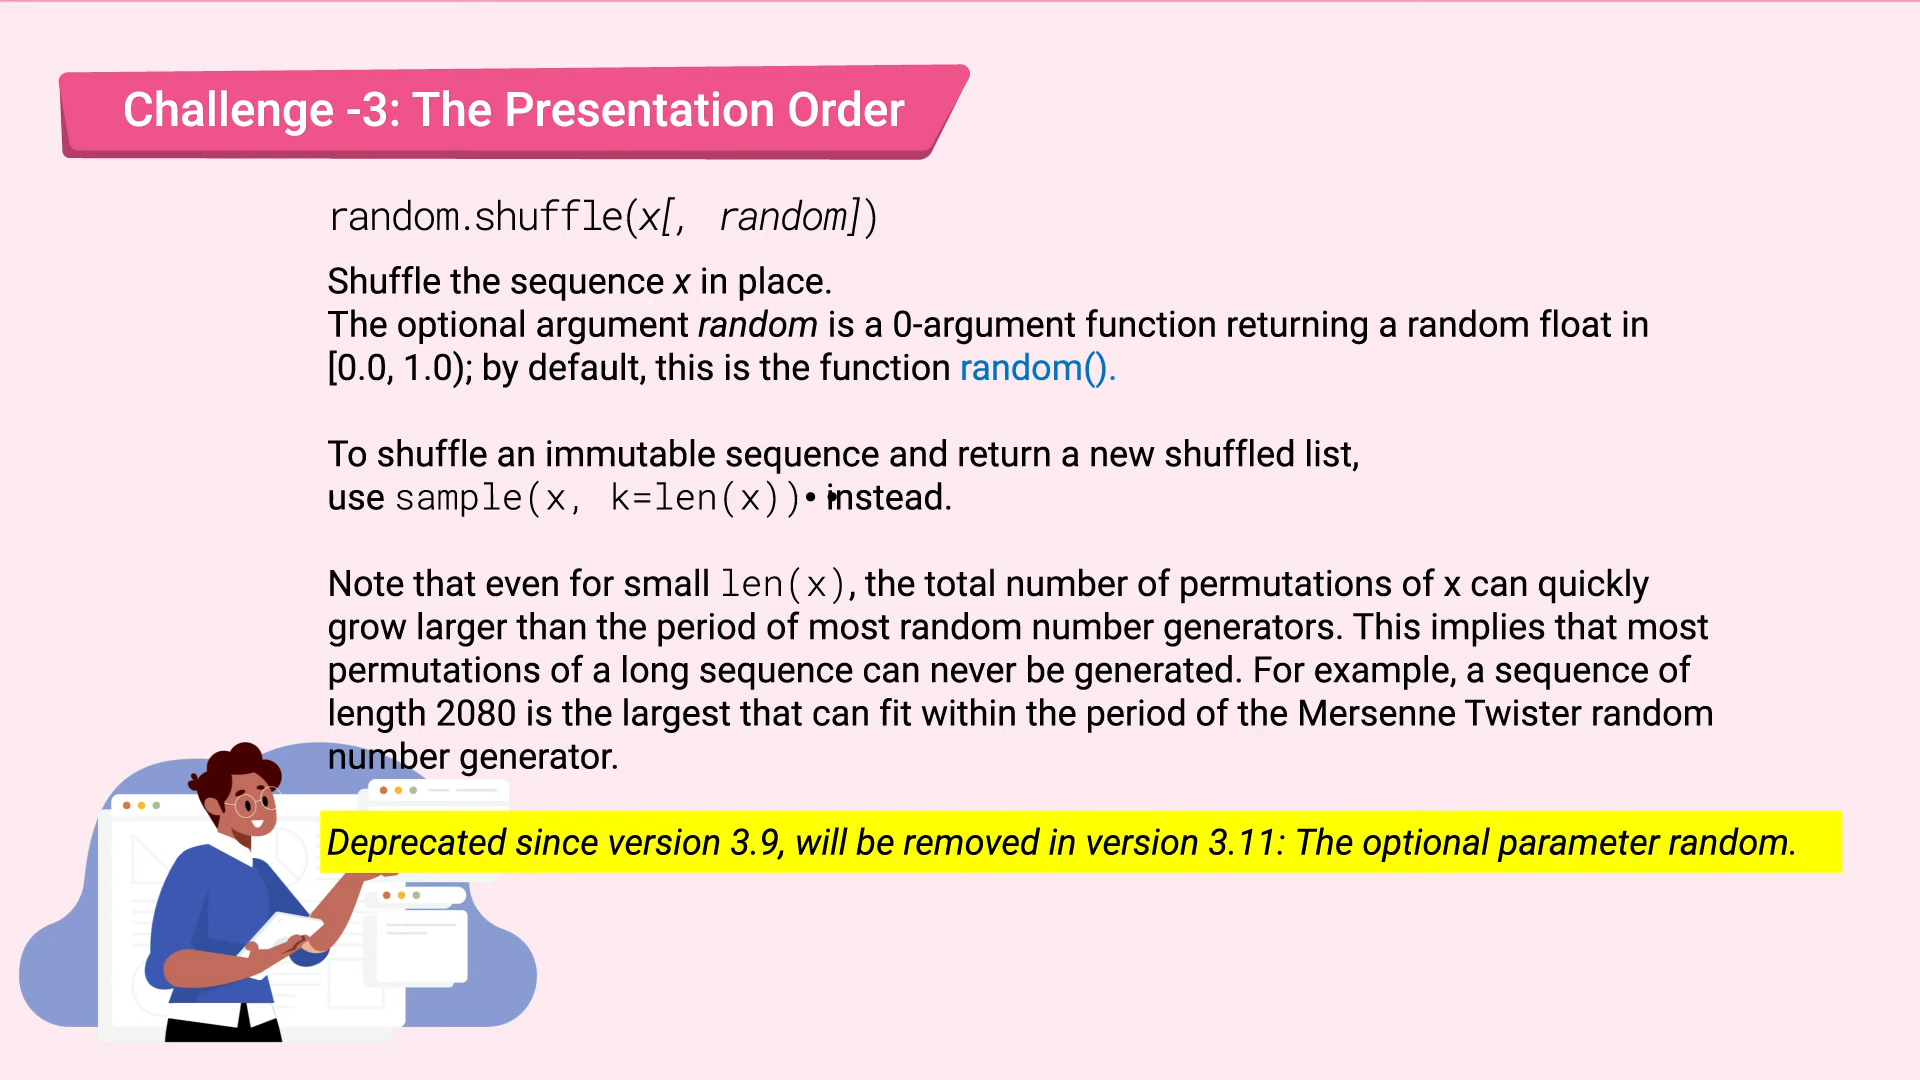 Challenge -3: The Presentation Order
random.shuffle(x[, random])
Shuffle the sequence x in place.
The optional argument random is a 0-argument function returning a random float in
[0.0, 1.0); by default, this is the function random().
To shuffle an immutable sequence and return a new shuffled list,
use sample(x, k=len(x))• •instead.
Note that even for small len(x), the total number of permutations of x can quickly
grow larger than the period of most random number generators. This implies that most
permutations of a long sequence can never be generated. For example, a sequence of
length 2080 is the largest that can fit within the period of the Mersenne Twister random
number generator.
Deprecated since version 3.9, will be removed in version 3.11: The optional parameter random.